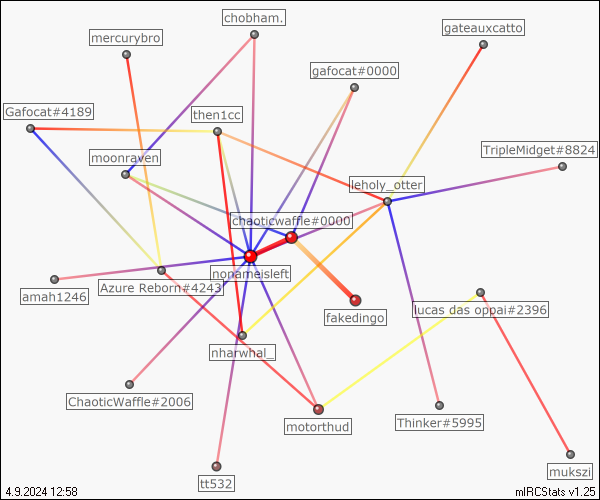 chobham.
gateauxcatto
mercurybro
gafocat#0000
Gafocat#4189
then1cc
TripleMidget#8824
moonraven
leholy_otter
chaoticwaffle#0000
nonameisleft
Azure Reborn#4243
amah1246
lucas das oppai#2396
fakedingo
nharwhal_
ChaoticWaffle#2006
Thinker#5995
motorthud
mukszi
tt532
4.9.2024 12:58
mIRCStats v1.25